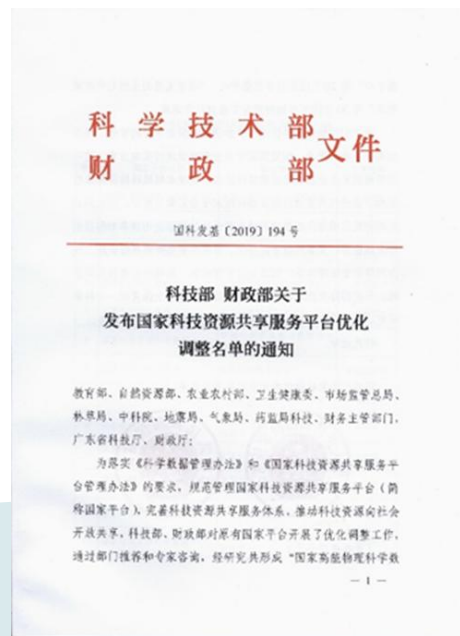 科学技术部
财政部
文件
国科发基〔2019〕194号
科技部 财政部关于
发布国家科技资源共享服务平台优化
调整名单的通知
教育部、自然资源部、农业农村部、卫生健康委、市场监管总局、
林草局、中科院、地震局、气象局、药监局科技、财务主管部门，
广东省科技厅、财政厅：
为落实《科学数据管理办法》和《国家科技资源共享服务平
台管理办法》的要求，规范管理国家科技资源共享服务平台（简
称国家平台），完善科技资源共享服务体系，推动科技资源向社会
开放共享，科技部、财政部对原有国家平台开展了优化调整工作，
通过部门推荐和专家咨询，经研究共形成“国家高能物理科学数
— 1 —